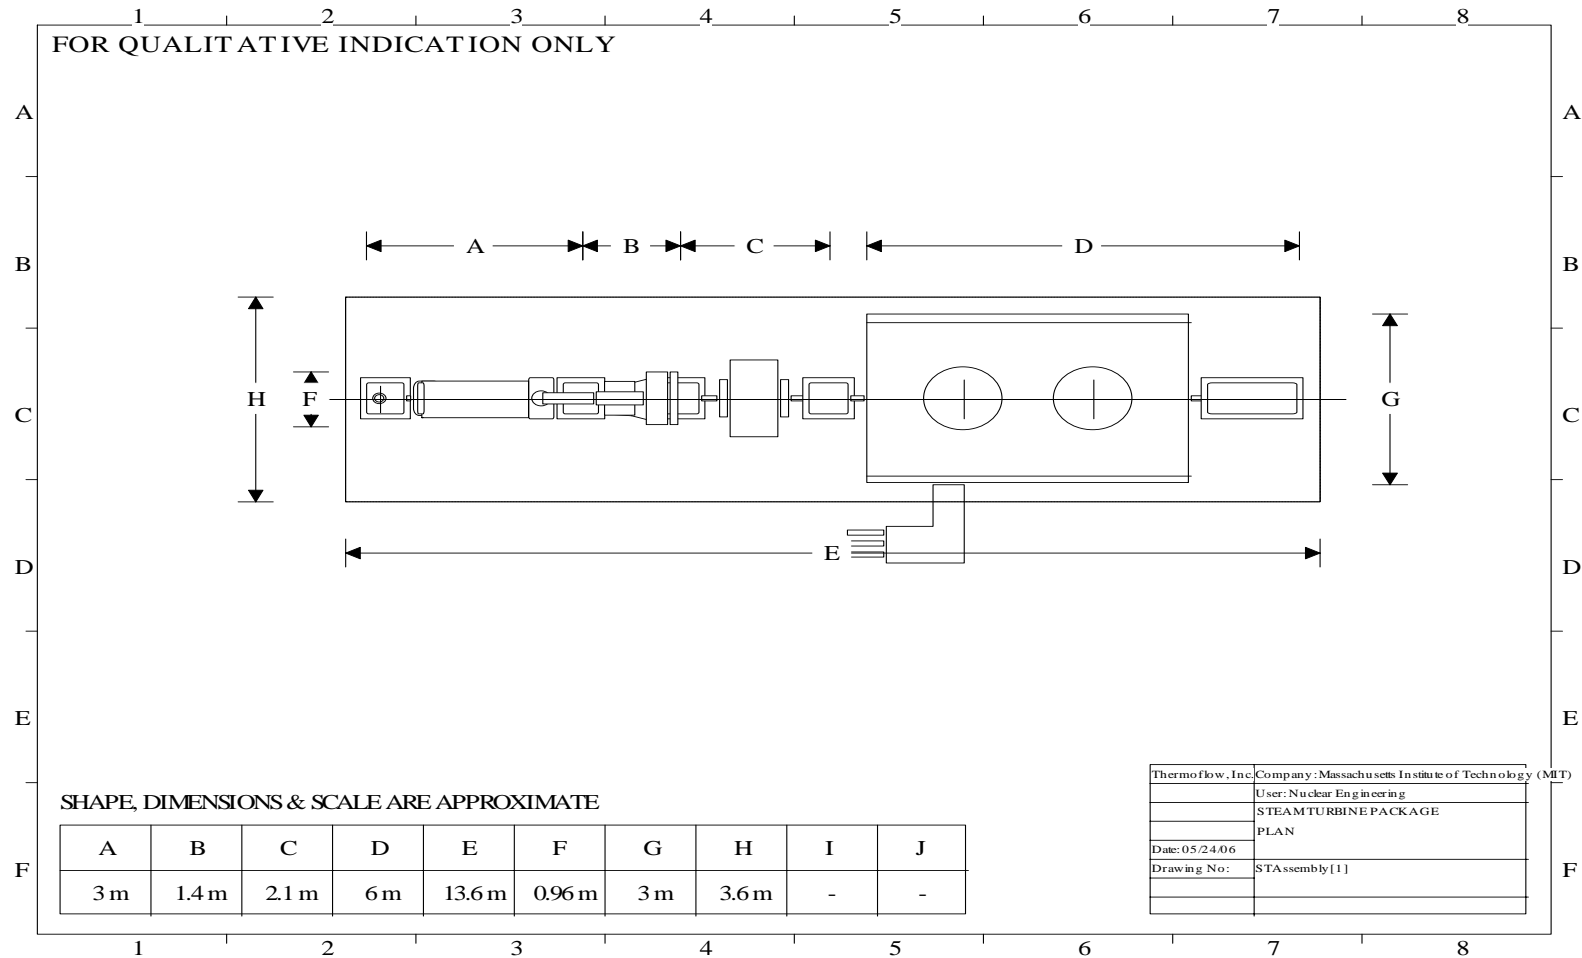 1 2 3 4 5 6 7 8
FOR QUALITATIVE INDICATION ONLY
A A
A B C D
B B
H F G
C C
E
D D
E E
SHAPE, DIMENSIONS & SCALE ARE APPROXIMATE
A B C D E F G H I J
3 m 1.4 m 2.1 m 6 m 13.6 m 0.96 m 3 m 3.6 m - -
F F
Thermoflow, Inc. Company: Massachusetts Institute of Technology (MIT)
User: Nuclear Engineering
STEAM TURBINE PACKAGE
PLAN
Date: 05/24/06
Drawing No: STAssembly[1]
1 2 3 4 5 6 7 8